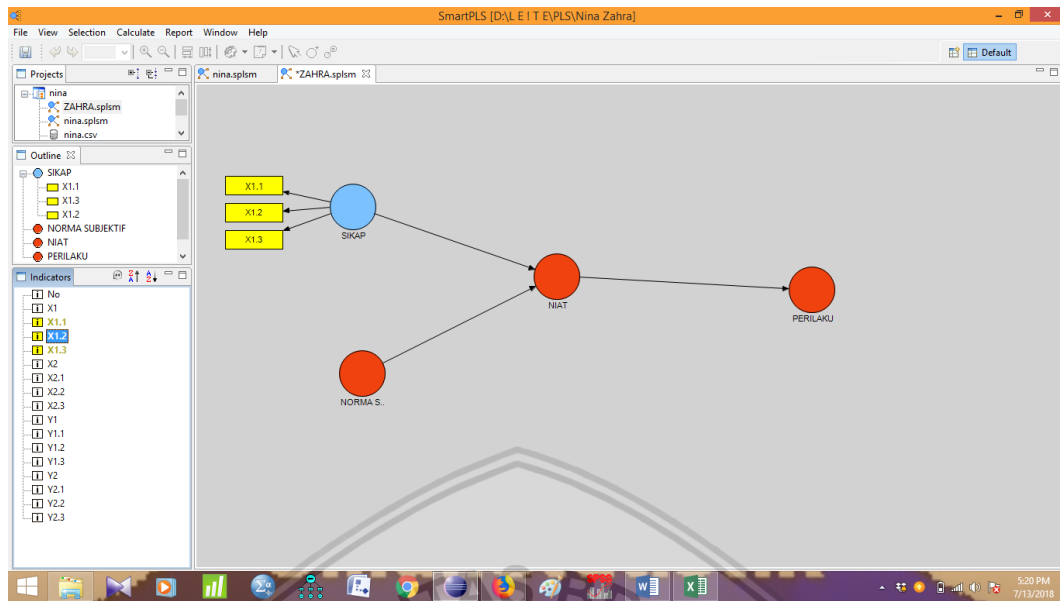 SmartPLS [D:\L E ! T E\PLS\Nina Zahra]
File View Selection Calculate Report Window Help
Default
Projects
nina
ZAHRA.splsm
nina.splsm
nina.csv
nina.splsm
*ZAHRA.splsm
Outline
SIKAP
X1.1
X1.3
X1.2
NORMA SUBJEKTIF
NIAT
PERILAKU
Indicators
No
X1
X1.1
X1.2
X1.3
X2
X2.1
X2.2
X2.3
Y1
Y1.1
Y1.2
Y1.3
Y2
Y2.1
Y2.2
Y2.3
X1.1
X1.2
X1.3
SIKAP
NIAT
PERILAKU
NORMA S..
5:20 PM
7/13/2018